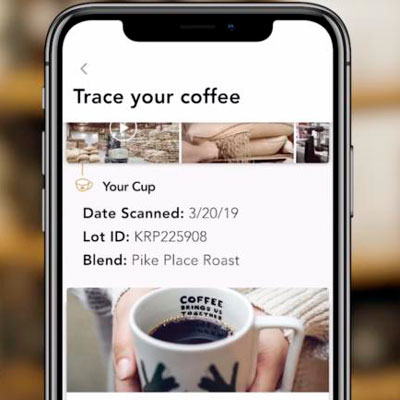 Trace your coffee
Your Cup
Date Scanned: 3/20/19
Lot ID: KRP225908
Blend: Pike Place Roast
COFFEE
BRINGS US
TOGETHER